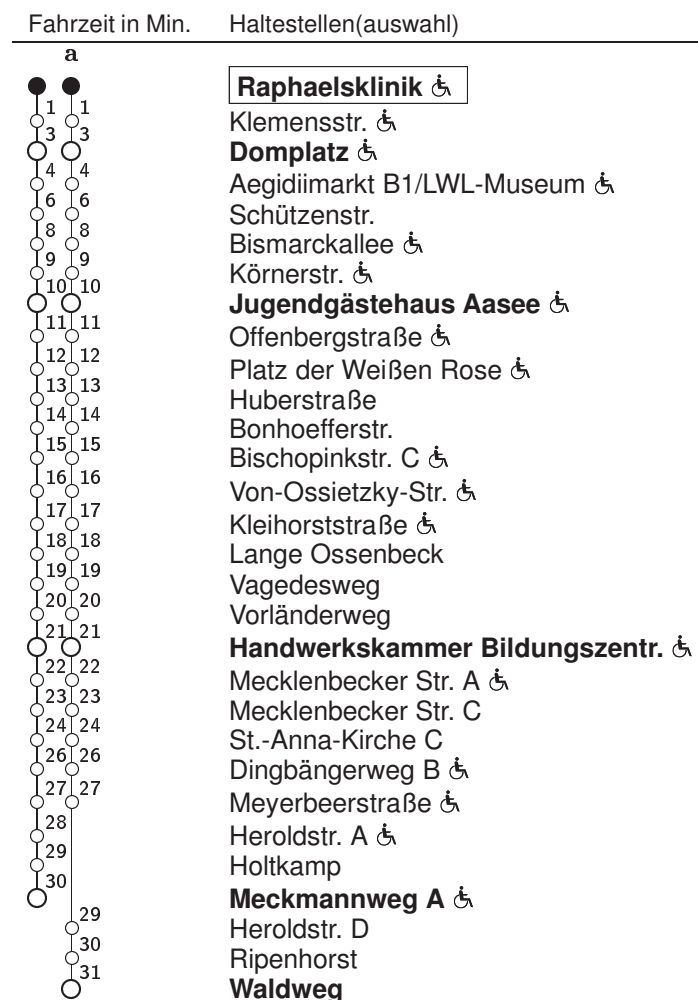 Fahrzeit in Min. Haltestellen(auswahl)
a
Raphaelsklinik
1 1 Klemensstr.
3 3 Domplatz
4 4 Aegidiimarkt B1/LWL-Museum
6 6 Schützenstr.
8 8 Bismarckallee
9 9 Körnerstr.
10 10 Jugendgästehaus Aasee
11 11 Offenbergstraße
12 12 Platz der Weißen Rose
13 13 Huberstraße
14 14 Bonhoefferstr.
15 15 Bischopinkstr. C
16 16 Von-Ossietzky-Str.
17 17 Kleihorststraße
18 18 Lange Ossenbeck
19 19 Vagedesweg
20 20 Vorländerweg
21 21 Handwerkskammer Bildungszentr.
22 22 Mecklenbecker Str. A
23 23 Mecklenbecker Str. C
24 24 St.-Anna-Kirche C
26 26 Dingbängerweg B
27 27 Meyerbeerstraße
28 Heroldstr. A
29 Holtkamp
30 Meckmannweg A
29 Heroldstr. D
30 Ripenhorst
31 Waldweg